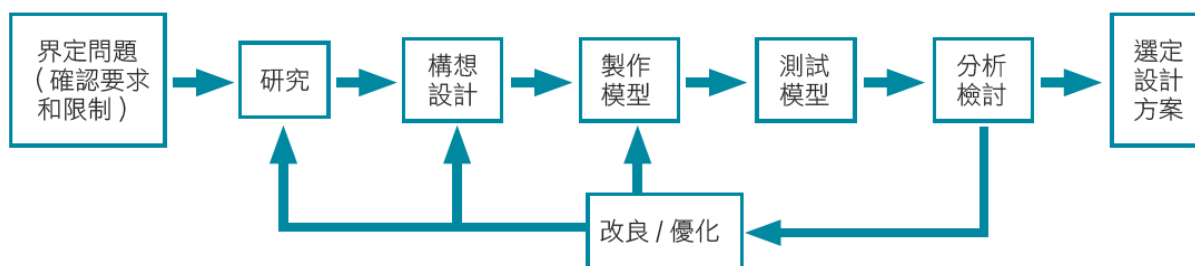 界定問題
( 確認要求
和限制 )
研究
構想
設計
製作
模型
測試
模型
分析
檢討
選定
設計
方案
改良 / 優化